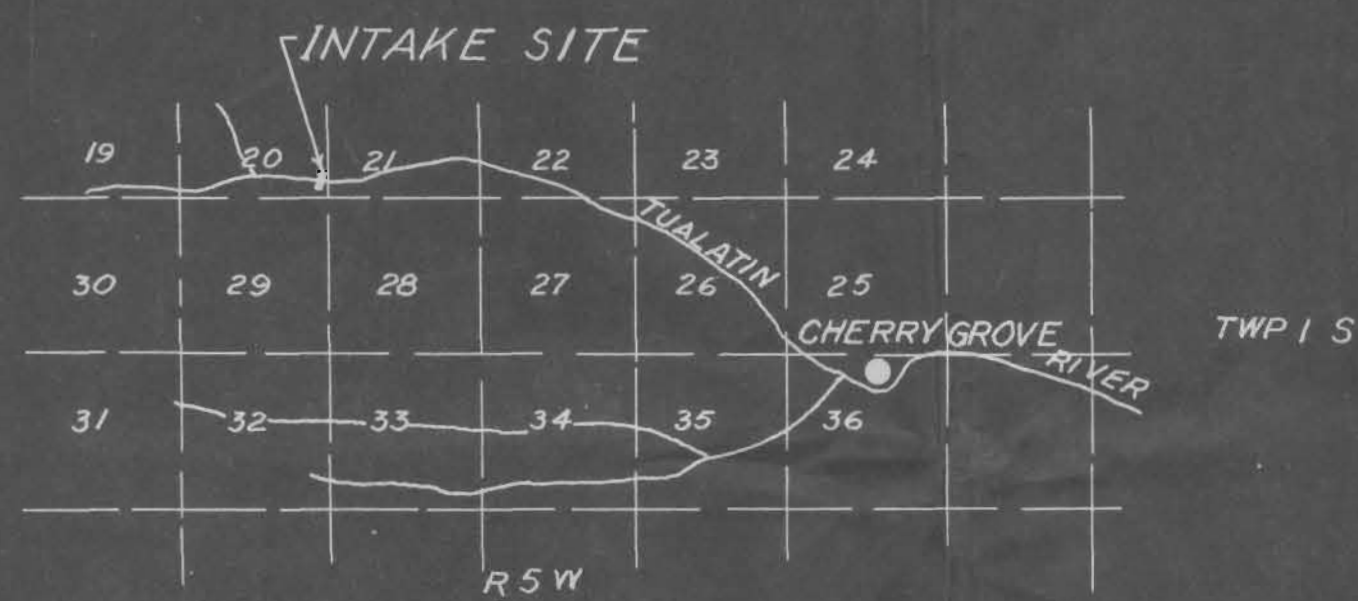 INTAKE SITE
19 20 21 22 23 24
TUALATIN
30 29 28 27 26 25
CHERRY GROVE
TWP 1 S
RIVER
31 32 33 34 35 36
R 5 W